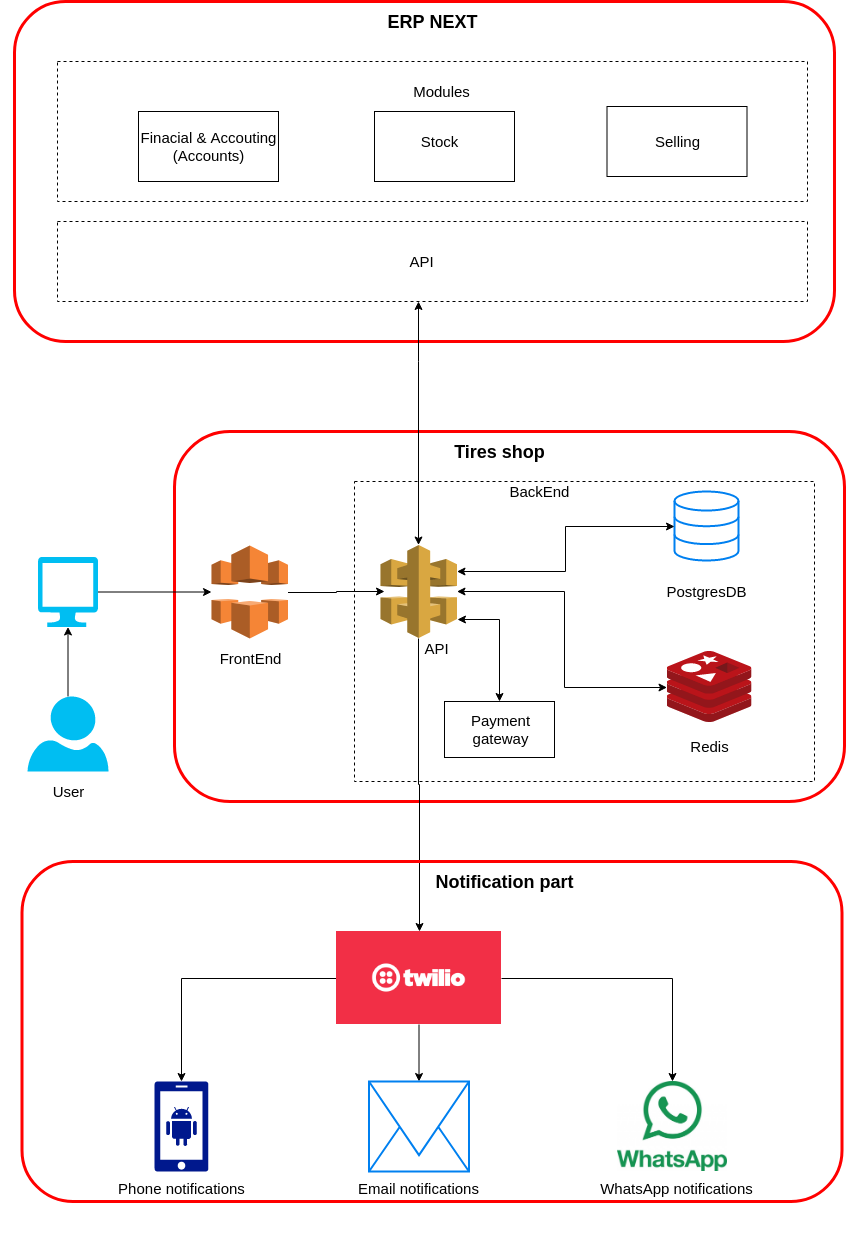 ERP NEXT
Modules
Finacial & Accouting
(Accounts)
Stock
Selling
API
Tires shop
BackEnd
PostgresDB
FrontEnd
API
Payment
gateway
Redis
User
Notification part
twilio
WhatsApp
Phone notifications
Email notifications
WhatsApp notifications